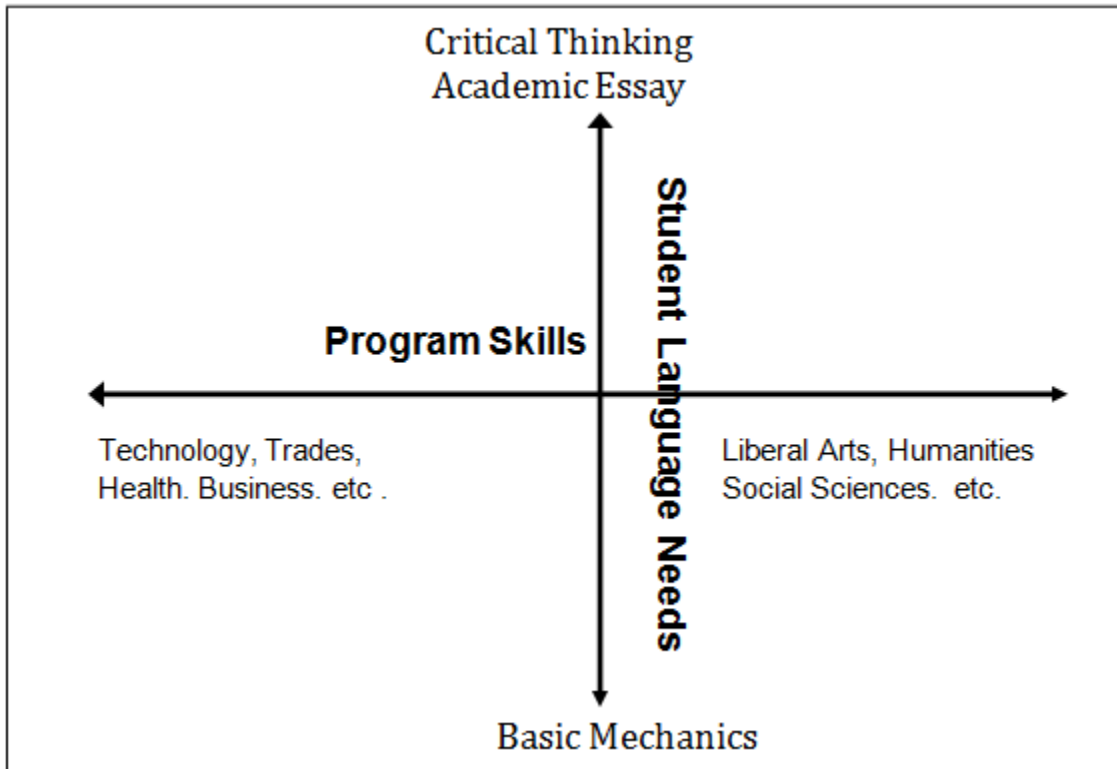 Critical Thinking
Academic Essay
Student Language Needs
Program Skills
Technology, Trades,
Health. Business. etc .
Liberal Arts, Humanities
Social Sciences.  etc.
Basic Mechanics